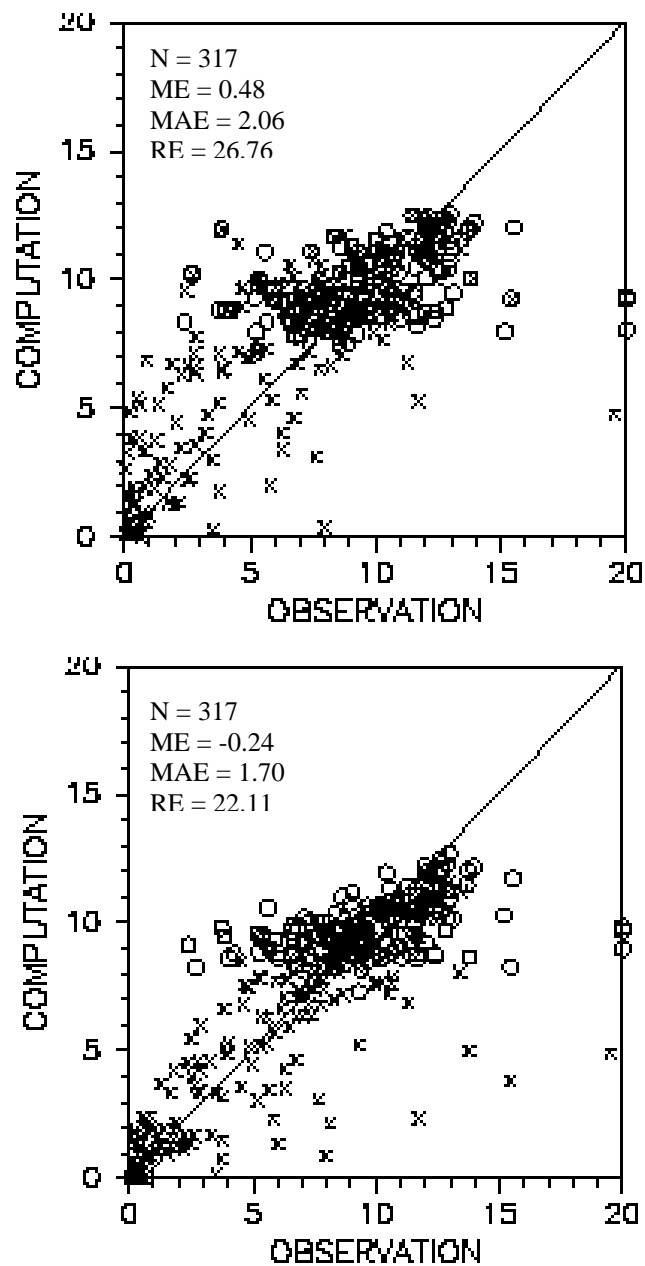 20
N = 317
ME = 0.48
MAE = 2.06
RE = 26.76
15
10
5
0
COMPUTATION
0 5 10 15 20
OBSERVATION
20
N = 317
ME = -0.24
MAE = 1.70
RE = 22.11
15
10
5
0
COMPUTATION
0 5 10 15 20
OBSERVATION